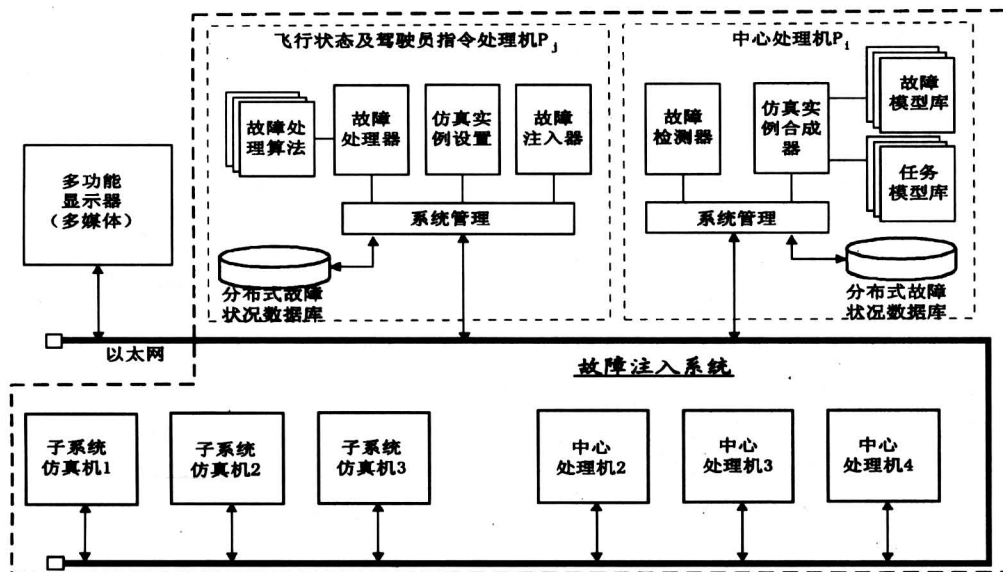 飞行状态及驾驶员指令处理机Pj
中心处理机Pi
故障处
理算法
故障
处理器
仿真实
例设置
故障
注入器
故障
检测器
仿真实
例合成
器
故障
模型库
任务
模型库
多功能
显示器
(多媒体)
系统管理
系统管理
分布式故障
状况数据库
分布式故障
状况数据库
以太网
故障注入系统
子系统
仿真机1
子系统
仿真机2
子系统
仿真机3
中心
处理机2
中心
处理机3
中心
处理机4